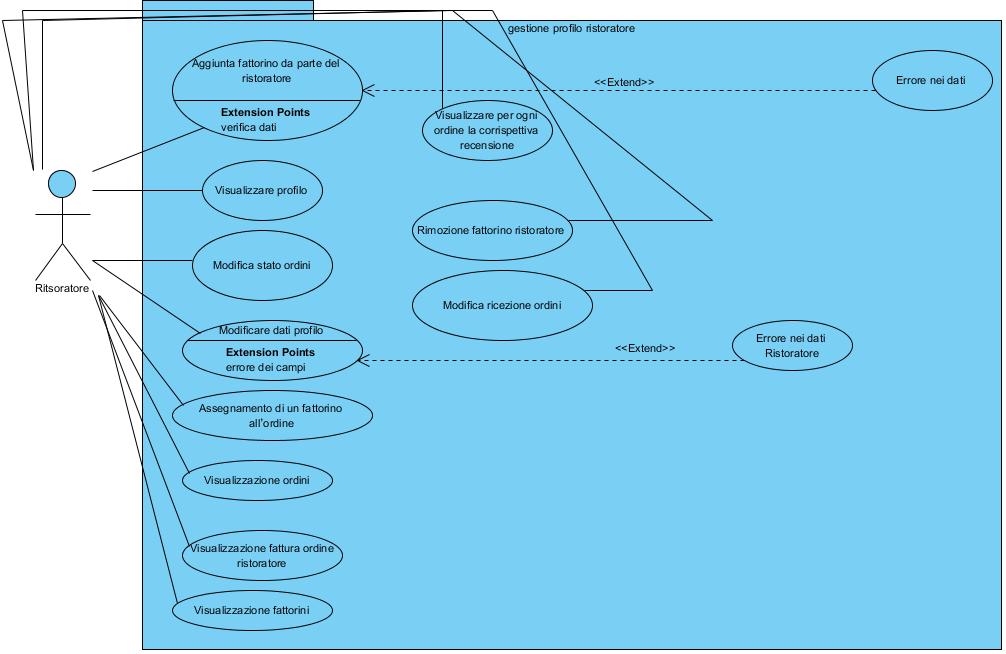 gestione profilo ristoratore
Aggiunta fattorino da parte del
ristoratore
Extension Points
verifica dati
<<Extend>>
Errore nei dati
Visualizzare per ogni
ordine la corrispettiva
recensione
Visualizzare profilo
Rimozione fattorino ristoratore
Modifica stato ordini
Ritsoratore
Modifica ricezione ordini
Modificare dati profilo
Extension Points
errore dei campi
<<Extend>>
Errore nei dati
Ristoratore
Assegnamento di un fattorino
all'ordine
Visualizzazione ordini
Visualizzazione fattura ordine
ristoratore
Visualizzazione fattorini